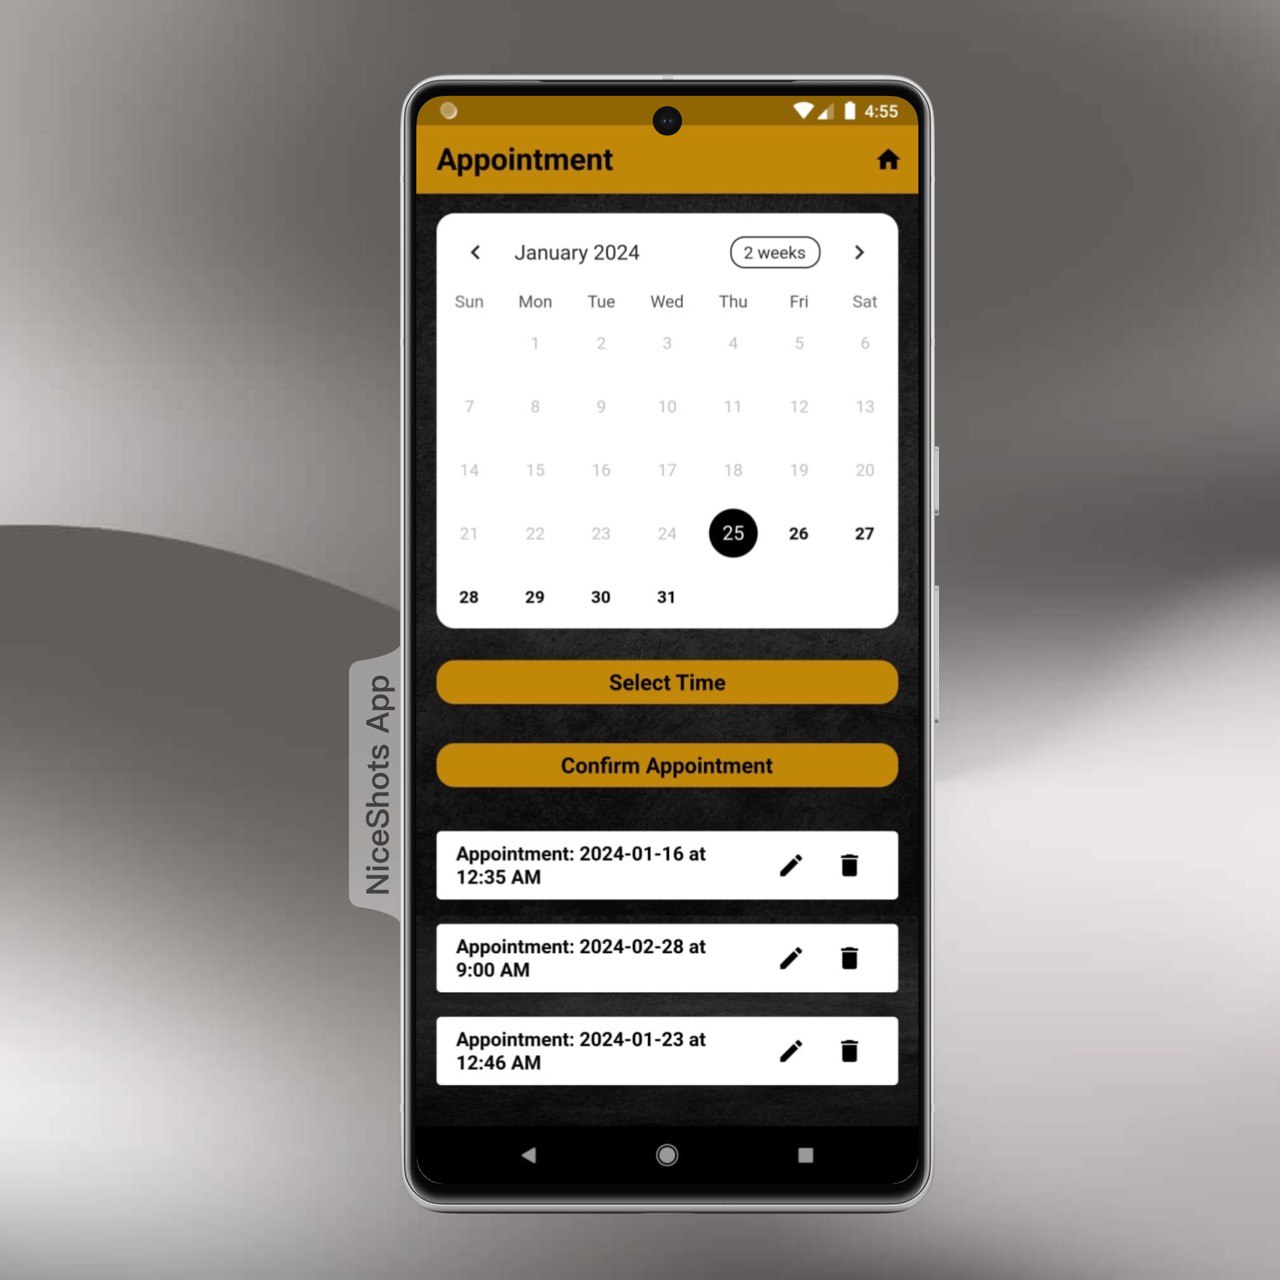 4:55
Appointment
January 2024
2 weeks
Sun Mon Tue Wed Thu Fri Sat
1 2 3 4 5 6
7 8 9 10 11 12 13
14 15 16 17 18 19 20
21 22 23 24 25 26 27
28 29 30 31
Select Time
Confirm Appointment
Appointment: 2024-01-16 at
12:35 AM
Appointment: 2024-02-28 at
9:00 AM
Appointment: 2024-01-23 at
12:46 AM
NiceShots App